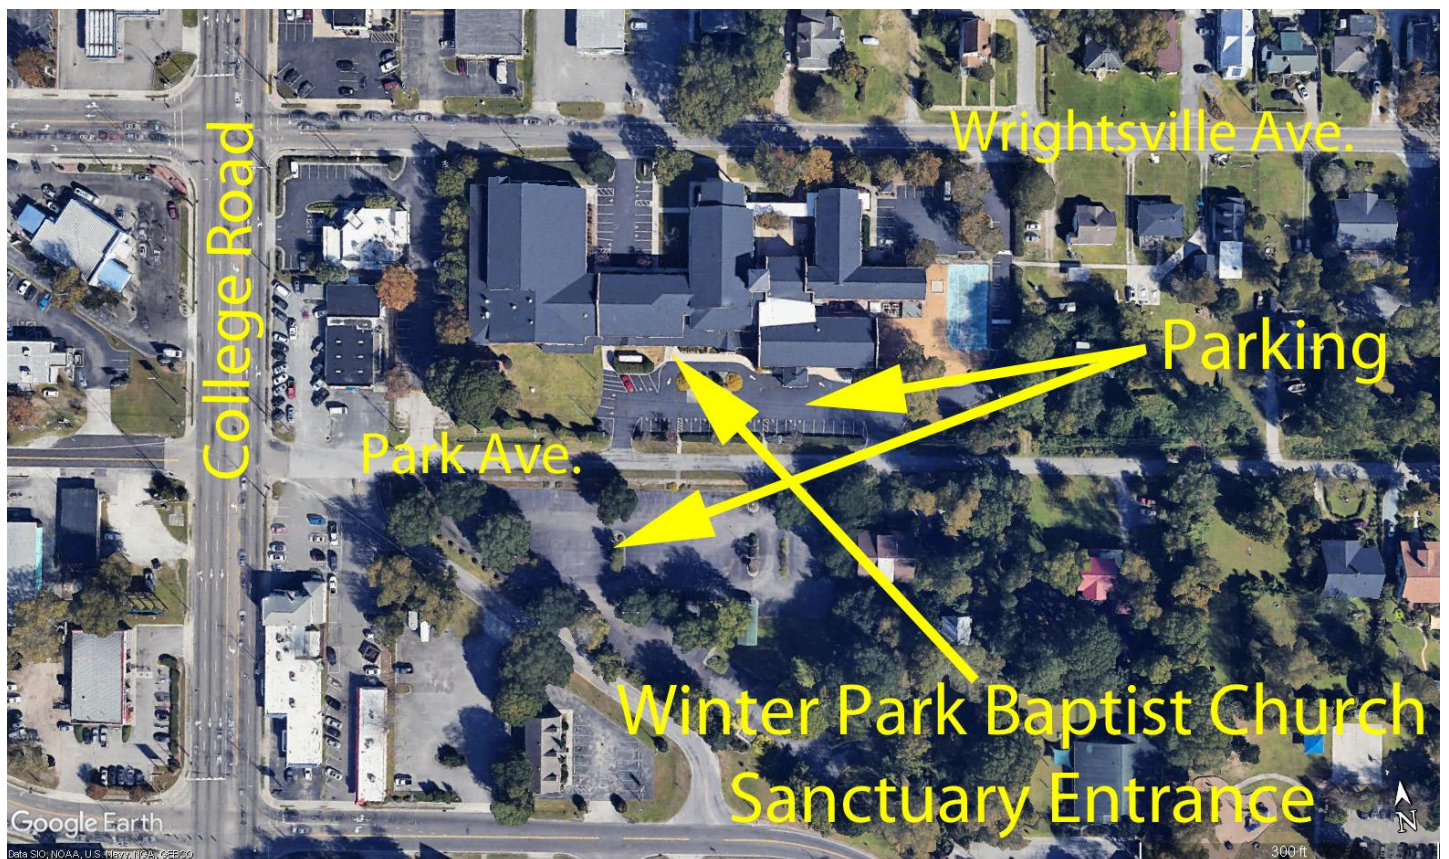 Wrightsville Ave.
College Road
Parking
Park Ave.
Winter Park Baptist Church
Sanctuary Entrance
Google Earth
Data SIO, NOAA, U.S. Navy, NGA, GEBCO
300 ft
N